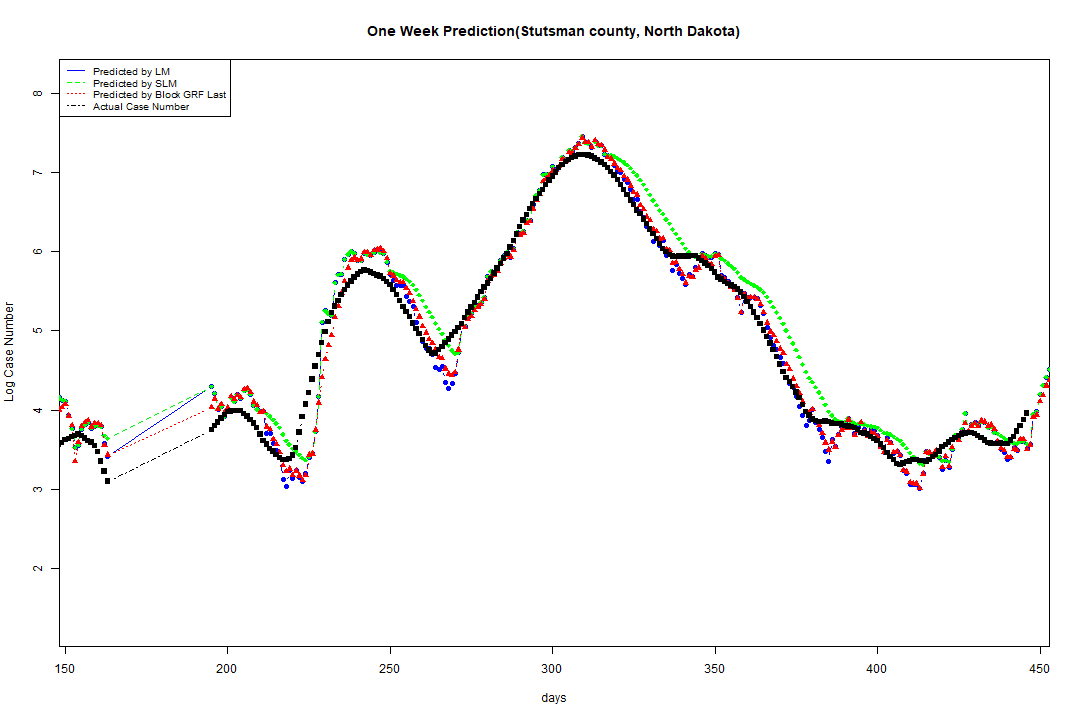 One Week Prediction(Stutsman county, North Dakota)
Predicted by LM
Predicted by SLM
Predicted by Block GRF Last
Actual Case Number
8
7
6
5
4
3
2
Log Case Number
150 200 250 300 350 400 450
days